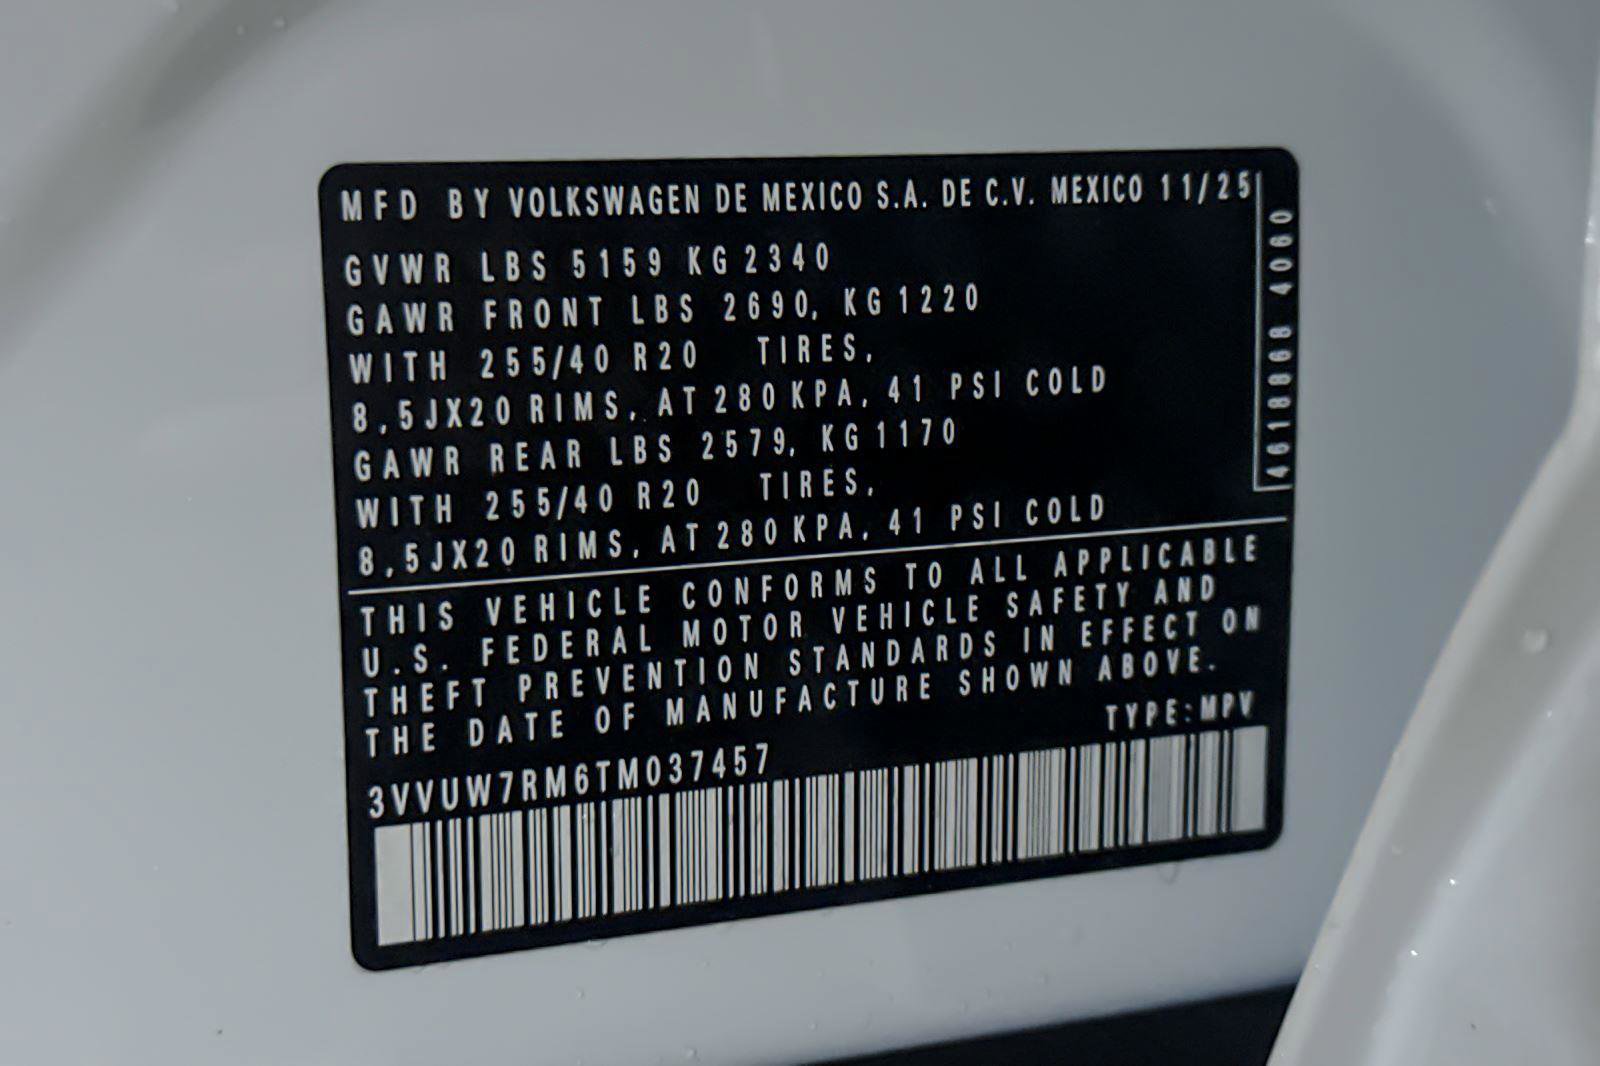 MFD BY VOLKSWAGEN DE MEXICO S.A. DE C.V. MEXICO 11/25
GVWR LBS 5159 KG 2340
GAWR FRONT LBS 2690, KG 1220
WITH 255/40 R20 TIRES,
8,5JX20 RIMS, AT 280 KPA, 41 PSI COLD
GAWR REAR LBS 2579, KG 1170
WITH 255/40 R20 TIRES,
8,5JX20 RIMS, AT 280 KPA, 41 PSI COLD
4618868 4060
THIS VEHICLE CONFORMS TO ALL APPLICABLE
U.S. FEDERAL MOTOR VEHICLE SAFETY AND
THEFT PREVENTION STANDARDS IN EFFECT ON
THE DATE OF MANUFACTURE SHOWN ABOVE.
TYPE:MPV
3VVUW7RM6TM037457